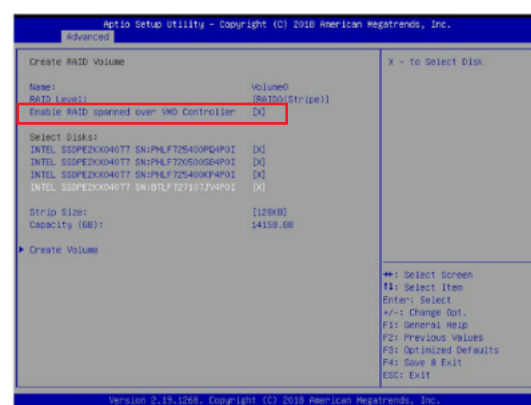 Aptio Setup Utility – Copyright (C) 2018 American Megatrends, Inc.
Advanced
Create RAID Volume
Name: Volume0
RAID Level: [RAID0(Stripe)]
Enable RAID spanned over VMD Controller [X]
Select Disks:
INTEL SSDPE2KX040T7 SN:PHLF725400PQ4P0I [X]
INTEL SSDPE2KX040T7 SN:PHLF720500G84P0I [X]
INTEL SSDPE2KX040T7 SN:PHLF725400KP4P0I [X]
INTEL SSDPE2KX040T7 SN:BTLF727107JV4P0I [X]
Strip Size: [128KB]
Capacity (GB): 14158.08
Create Volume
X – to Select Disk
: Select Screen
: Select Item
Enter: Select
+/-: Change Opt.
F1: General Help
F2: Previous Values
F3: Optimized Defaults
F4: Save & Exit
ESC: Exit
Version 2.19.1268. Copyright (C) 2018 American Megatrends, Inc.